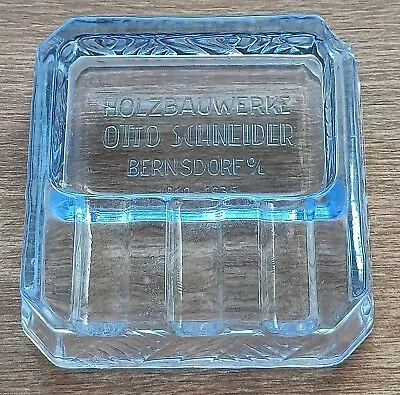 HOLZBAUWERKE
OTTO SCHNEIDER
BERNSDORF O/L
1910 1935